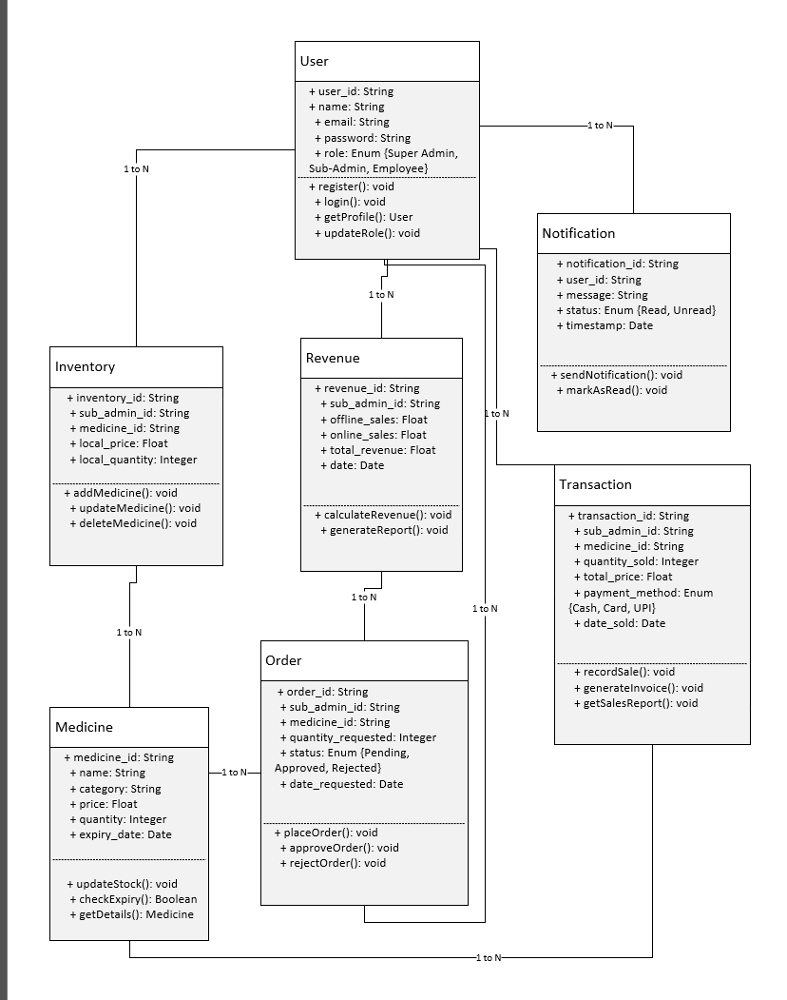 User
+ user_id: String
+ name: String
+ email: String
+ password: String
+ role: Enum {Super Admin,
Sub-Admin, Employee}
+ register(): void
+ login(): void
+ getProfile(): User
+ updateRole(): void
1 to N
1 to N
Notification
+ notification_id: String
+ user_id: String
+ message: String
+ status: Enum {Read, Unread}
+ timestamp: Date
+ sendNotification(): void
+ markAsRead(): void
1 to N
Inventory
+ inventory_id: String
+ sub_admin_id: String
+ medicine_id: String
+ local_price: Float
+ local_quantity: Integer
+ addMedicine(): void
+ updateMedicine(): void
+ deleteMedicine(): void
Revenue
+ revenue_id: String
+ sub_admin_id: String
+ offline_sales: Float
+ online_sales: Float
+ total_revenue: Float
+ date: Date
+ calculateRevenue(): void
+ generateReport(): void
1 to N
Transaction
+ transaction_id: String
+ sub_admin_id: String
+ medicine_id: String
+ quantity_sold: Integer
+ total_price: Float
+ payment_method: Enum
{Cash, Card, UPI}
+ date_sold: Date
+ recordSale(): void
+ generateInvoice(): void
+ getSalesReport(): void
1 to N
1 to N
1 to N
Order
+ order_id: String
+ sub_admin_id: String
+ medicine_id: String
+ quantity_requested: Integer
+ status: Enum {Pending,
Approved, Rejected}
+ date_requested: Date
+ placeOrder(): void
+ approveOrder(): void
+ rejectOrder(): void
Medicine
+ medicine_id: String
+ name: String
+ category: String
+ price: Float
+ quantity: Integer
+ expiry_date: Date
+ updateStock(): void
+ checkExpiry(): Boolean
+ getDetails(): Medicine
1 to N
1 to N